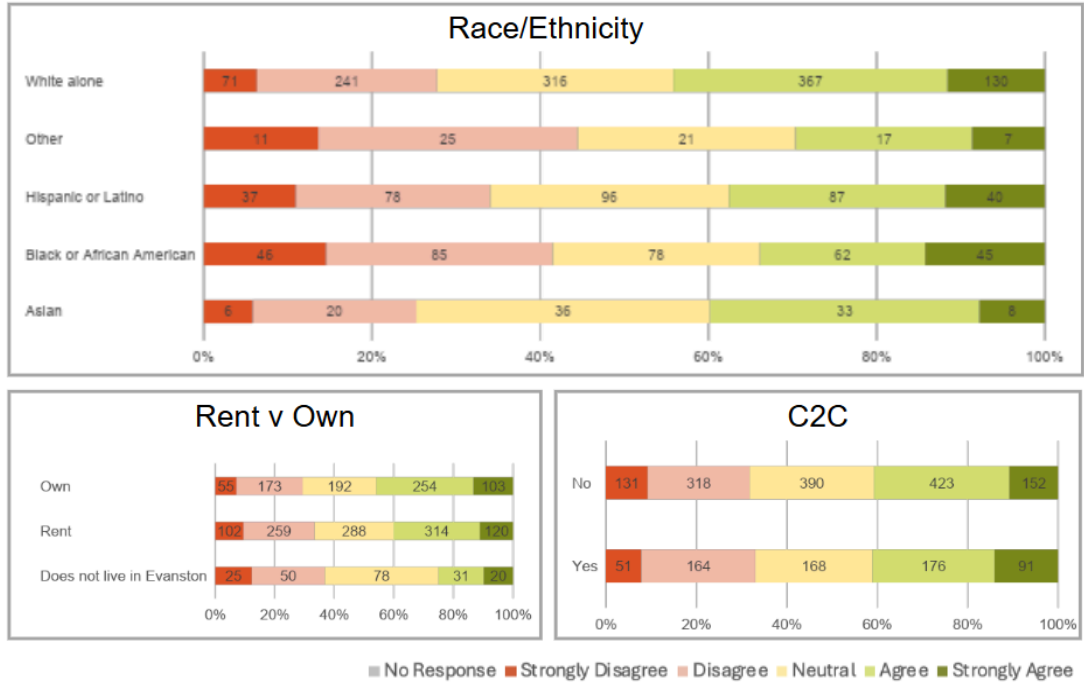 Race/Ethnicity
White alone 71 241 316 367 130
Other 11 25 21 17 7
Hispanic or Latino 37 78 96 87 40
Black or African American 46 85 78 62 45
Asian 6 20 36 33 8
0% 20% 40% 60% 80% 100%
Rent v Own
Own 55 173 192 254 103
Rent 102 259 288 314 120
Does not live in Evanston 25 50 78 31 20
0% 20% 40% 60% 80% 100%
C2C
No 131 318 390 423 152
Yes 51 164 168 176 91
0% 20% 40% 60% 80% 100%
No Response Strongly Disagree Disagree Neutral Agree Strongly Agree